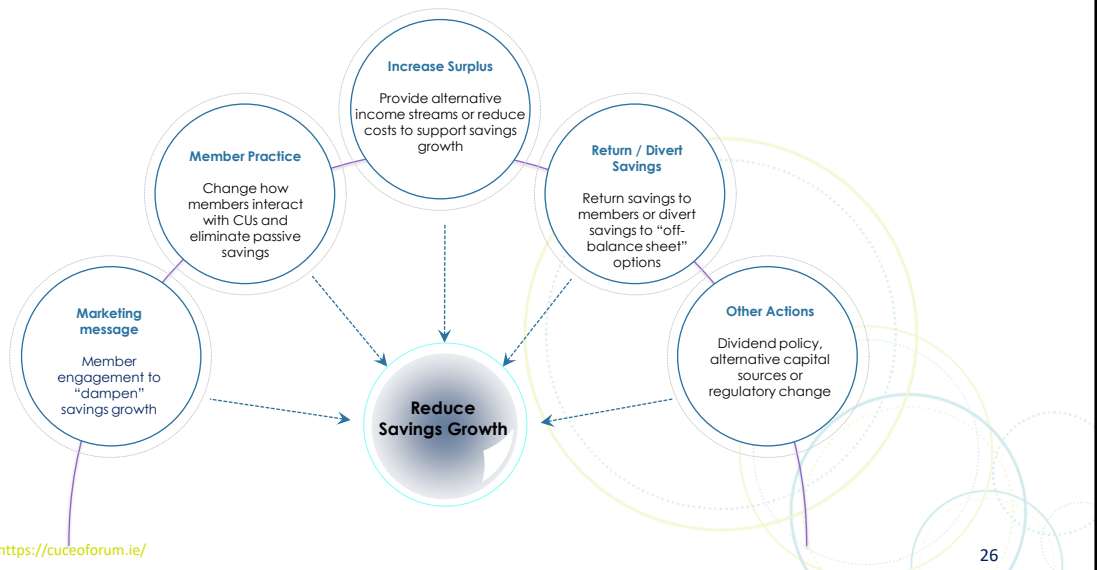 Increase Surplus
Provide alternative
income streams or reduce
costs to support savings
growth
Member Practice
Change how
members interact
with CUs and
eliminate passive
savings
Return / Divert
Savings
Return savings to
members or divert
savings to “off-
balance sheet”
options
Marketing
message
Member
engagement to
“dampen”
savings growth
Other Actions
Dividend policy,
alternative capital
sources or
regulatory change
Reduce
Savings Growth
https://cuceoforum.ie/
26